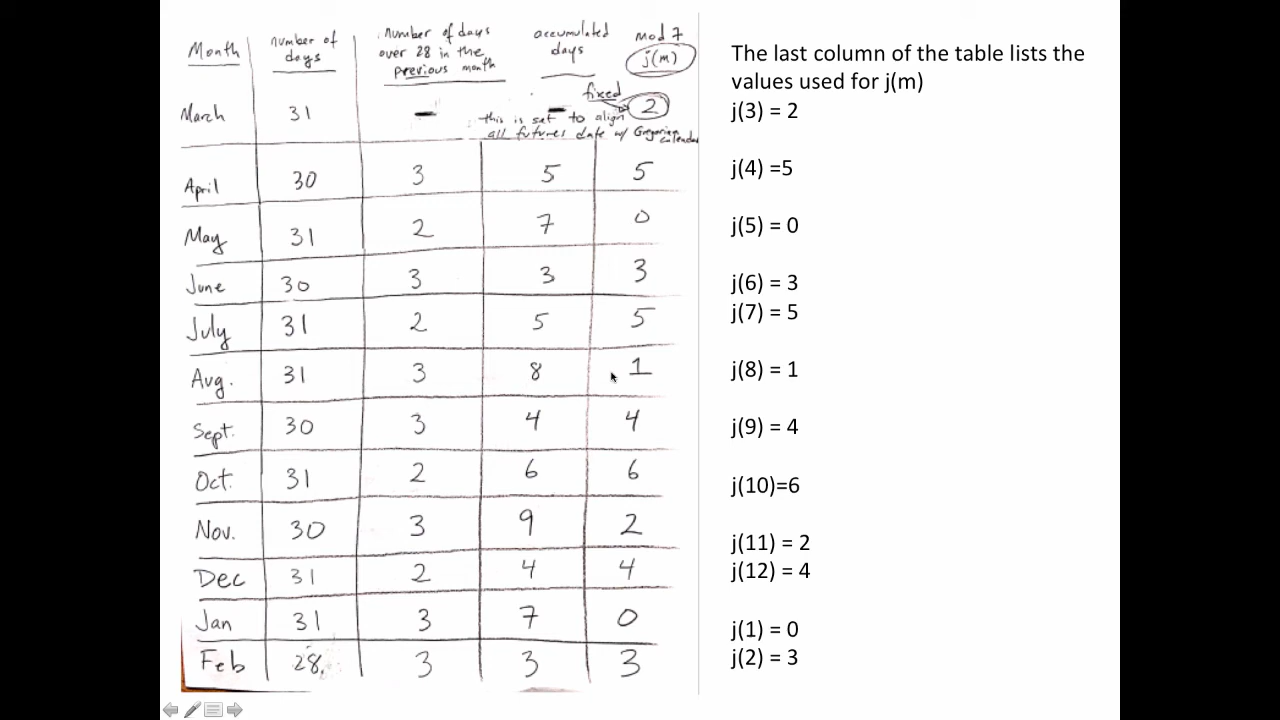 Month number of days number of days over 28 in the previous month accumulated days mod 7 j(m)
March 31 - - fixed 2
this is set to align
all futures date w/ Gregorian calendar
April 30 3 5 5
May 31 2 7 0
June 30 3 3 3
July 31 2 5 5
Aug. 31 3 8 1
Sept. 30 3 4 4
Oct. 31 2 6 6
Nov. 30 3 9 2
Dec 31 2 4 4
Jan 31 3 7 0
Feb 28 3 3 3
The last column of the table lists the
values used for j(m)
j(3) = 2
j(4) =5
j(5) = 0
j(6) = 3
j(7) = 5
j(8) = 1
j(9) = 4
j(10)=6
j(11) = 2
j(12) = 4
j(1) = 0
j(2) = 3